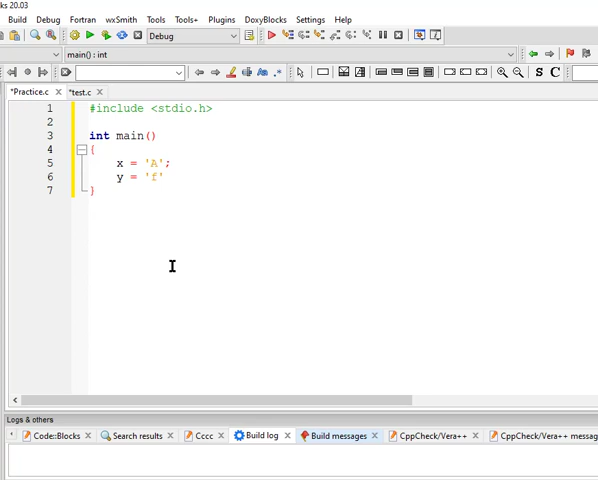 ks 20.03
Build Debug Fortran wxSmith Tools Tools+ Plugins DoxyBlocks Settings Help
Debug
main() : int
S C
*Practice.c *test.c
1 #include <stdio.h>
2
3 int main()
4 {
5 x = 'A';
6 y = 'f'
7 }
Logs & others
Code::Blocks Search results Cccc Build log Build messages CppCheck/Vera++ CppCheck/Vera++ messag